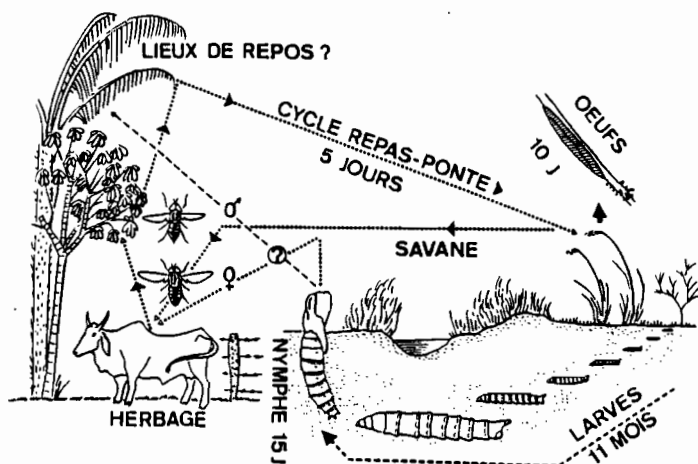 LIEUX DE REPOS ?
CYCLE REPAS-PONTE
5 JOURS
OEUFS
10 J
♂
SAVANE
?
♀
HERBAGE
NYMPHE 15 J
LARVES
11 MOIS